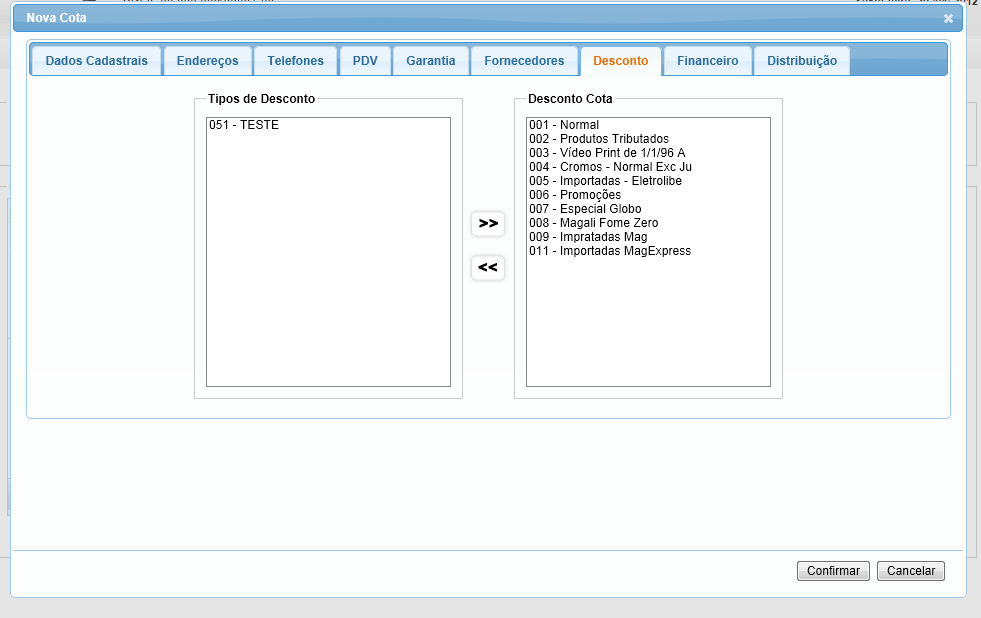 Nova Cota
Dados Cadastrais Endereços Telefones PDV Garantia Fornecedores Desconto Financeiro Distribuição
Tipos de Desconto
051 - TESTE
>>
<<
Desconto Cota
001 - Normal
002 - Produtos Tributados
003 - Vídeo Print de 1/1/96 A
004 - Cromos - Normal Exc Ju
005 - Importadas - Eletrolibe
006 - Promoções
007 - Especial Globo
008 - Magali Fome Zero
009 - Impratadas Mag
011 - Importadas MagExpress
Confirmar Cancelar